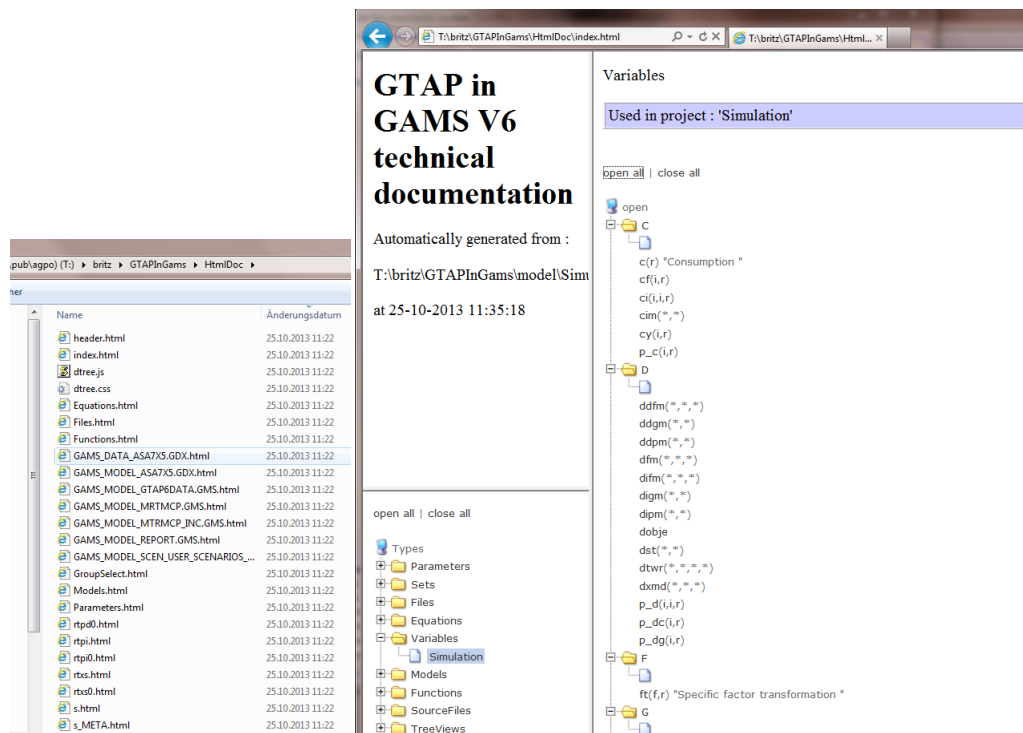 .pub\agpo) (T:) ▸ britz ▸ GTAPInGams ▸ HtmlDoc ▸
ner
Name Änderungsdatum
header.html 25.10.2013 11:22
index.html 25.10.2013 11:22
dtree.js 25.10.2013 11:22
dtree.css 25.10.2013 11:22
Equations.html 25.10.2013 11:22
Files.html 25.10.2013 11:22
Functions.html 25.10.2013 11:22
GAMS_DATA_ASA7X5.GDX.html 25.10.2013 11:22
GAMS_MODEL_ASA7X5.GDX.html 25.10.2013 11:22
GAMS_MODEL_GTAP6DATA.GMS.html 25.10.2013 11:22
GAMS_MODEL_MRTMCP.GMS.html 25.10.2013 11:22
GAMS_MODEL_MTRMCP_INC.GMS.html 25.10.2013 11:22
GAMS_MODEL_REPORT.GMS.html 25.10.2013 11:22
GAMS_MODEL_SCEN_USER_SCENARIOS_... 25.10.2013 11:22
GroupSelect.html 25.10.2013 11:22
Models.html 25.10.2013 11:22
Parameters.html 25.10.2013 11:22
rtpd0.html 25.10.2013 11:22
rtpi.html 25.10.2013 11:22
rtpi0.html 25.10.2013 11:22
rtxs.html 25.10.2013 11:22
rtxs0.html 25.10.2013 11:22
s.html 25.10.2013 11:22
s_META.html 25.10.2013 11:22
T:\britz\GTAPInGams\HtmlDoc\index.html
T:\britz\GTAPInGams\Html...
GTAP in
GAMS V6
technical
documentation
Automatically generated from :
T:\britz\GTAPInGams\model\Simu
at 25-10-2013 11:35:18
open all | close all
Types
Parameters
Sets
Files
Equations
Variables
Simulation
Models
Functions
SourceFiles
TreeViews
Variables
Used in project : 'Simulation'
open all | close all
open
C
c(r) "Consumption "
cf(i,r)
ci(i,i,r)
cim(*,*)
cy(i,r)
p_c(i,r)
D
ddfm(*,*,*)
ddgm(*,*)
ddpm(*,*)
dfm(*,*,*)
difm(*,*,*)
digm(*,*)
dipm(*,*)
dobje
dst(*,*)
dtwr(*,*,*,*)
dxmd(*,*,*)
p_d(i,i,r)
p_dc(i,r)
p_dg(i,r)
F
ft(f,r) "Specific factor transformation "
G